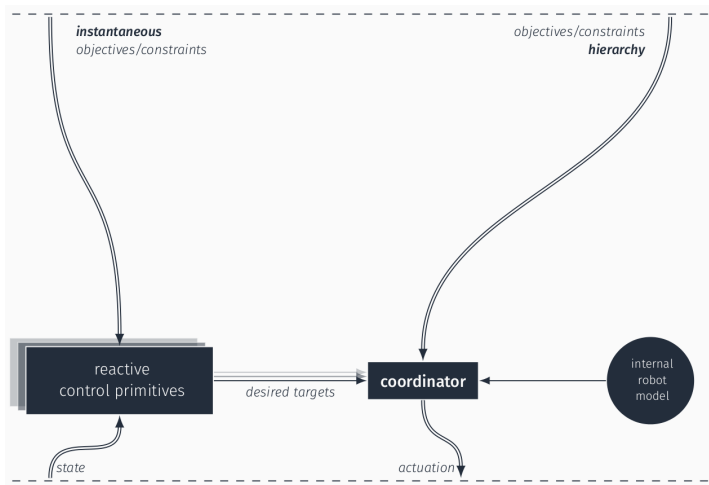 instantaneous
objectives/constraints
objectives/constraints
hierarchy
reactive
control primitives
desired targets
coordinator
internal
robot
model
state
actuation